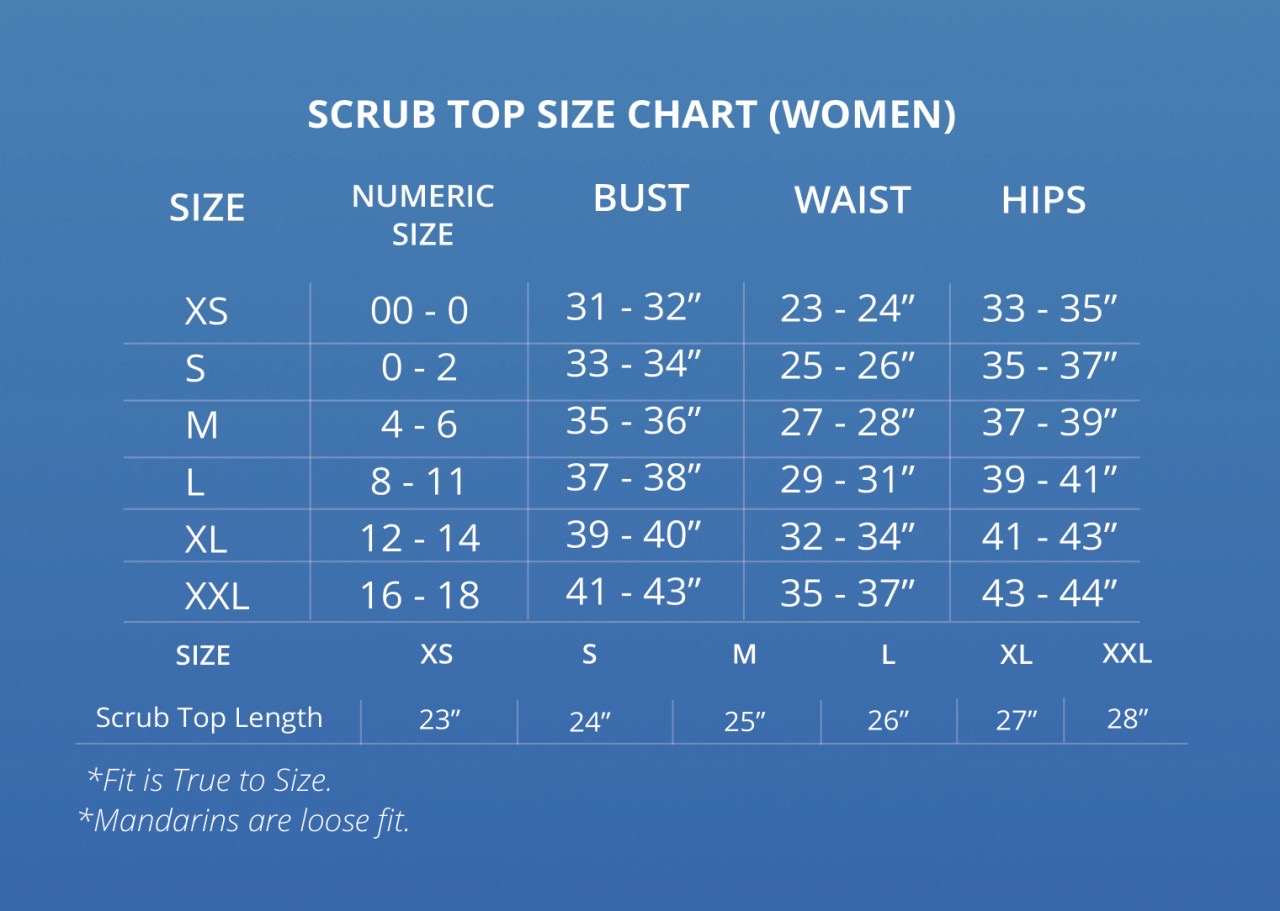 SCRUB TOP SIZE CHART (WOMEN)
SIZE NUMERIC SIZE BUST WAIST HIPS
XS 00 - 0 31 - 32” 23 - 24” 33 - 35”
S 0 - 2 33 - 34” 25 - 26” 35 - 37”
M 4 - 6 35 - 36” 27 - 28” 37 - 39”
L 8 - 11 37 - 38” 29 - 31” 39 - 41”
XL 12 - 14 39 - 40” 32 - 34” 41 - 43”
XXL 16 - 18 41 - 43” 35 - 37” 43 - 44”
SIZE XS S M L XL XXL
Scrub Top Length 23” 24” 25” 26” 27” 28”
*Fit is True to Size.
*Mandarins are loose fit.